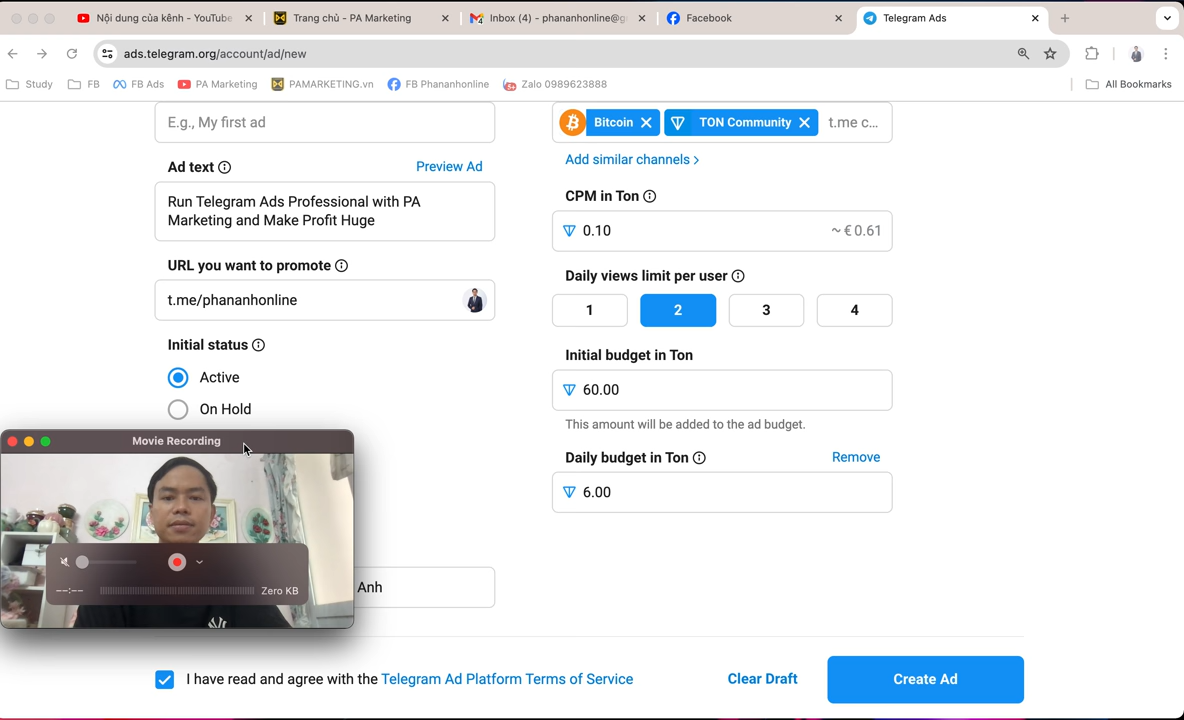 Nội dung của kênh - YouTube
Trang chủ - PA Marketing
Inbox (4) - phananhonline@g
Facebook
Telegram Ads
ads.telegram.org/account/ad/new
Study
FB
FB Ads
PA Marketing
PAMARKETING.vn
FB Phananhonline
Zalo 0989623888
All Bookmarks
E.g., My first ad
Bitcoin
TON Community
t.me c...
Add similar channels >
Ad text
Preview Ad
Run Telegram Ads Professional with PA
Marketing and Make Profit Huge
CPM in Ton
0.10
~ € 0.61
URL you want to promote
t.me/phananhonline
Daily views limit per user
1
2
3
4
Initial status
Active
On Hold
Initial budget in Ton
60.00
This amount will be added to the ad budget.
Daily budget in Ton
Remove
6.00
Movie Recording
--:--
Zero KB
Anh
I have read and agree with the Telegram Ad Platform Terms of Service
Clear Draft
Create Ad